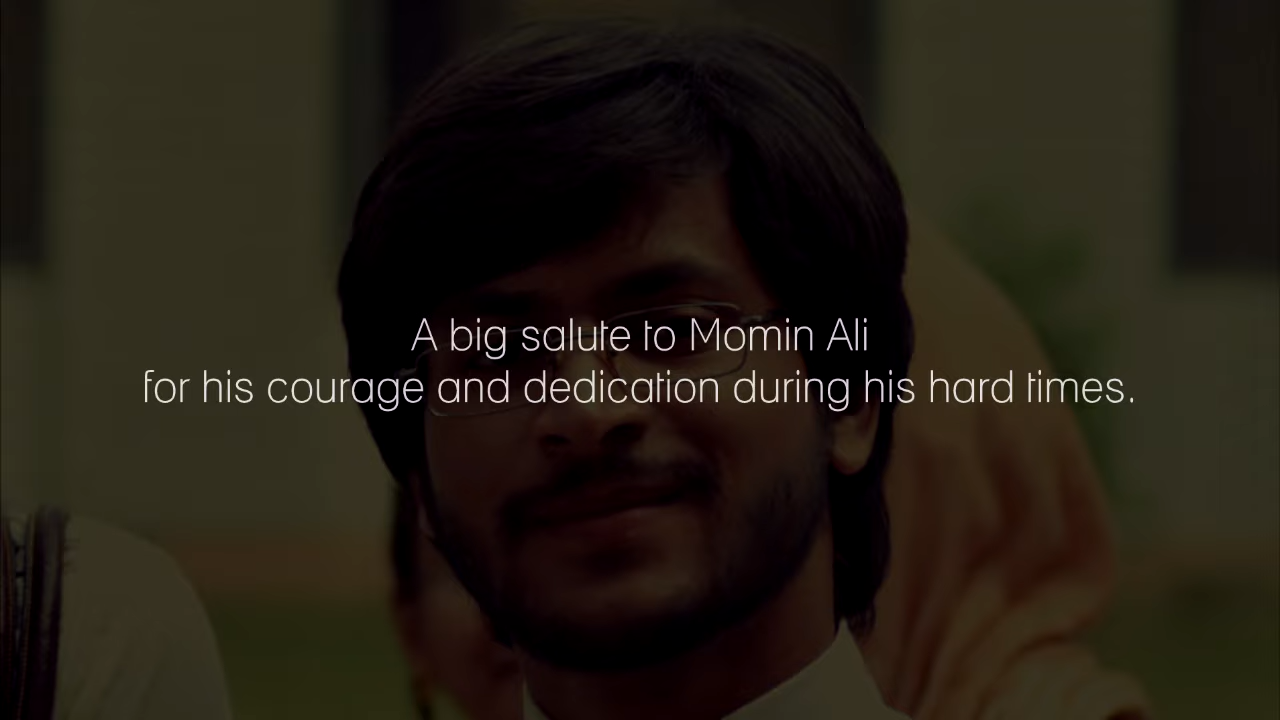 A big salute to Momin Ali
for his courage and dedication during his hard times.